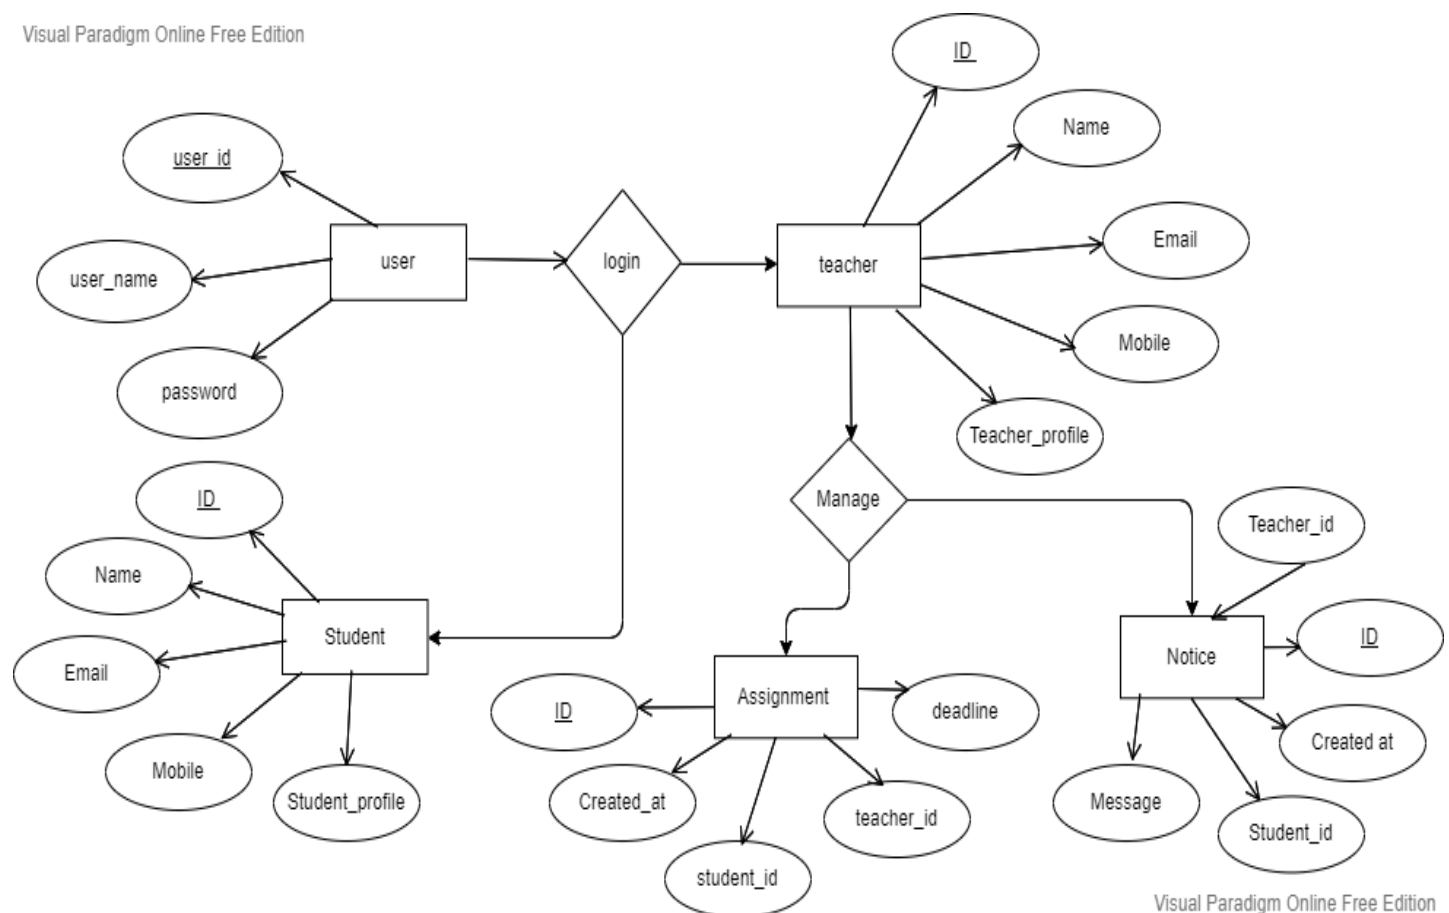 Visual Paradigm Online Free Edition
ID
Name
user_id
Email
user_name
user
login
teacher
Mobile
password
Teacher_profile
ID
Manage
Teacher_id
Name
Student
ID
Email
Notice
Assignment
ID
deadline
Created at
Mobile
Student_profile
Created_at
teacher_id
Message
Student_id
student_id
Visual Paradigm Online Free Edition